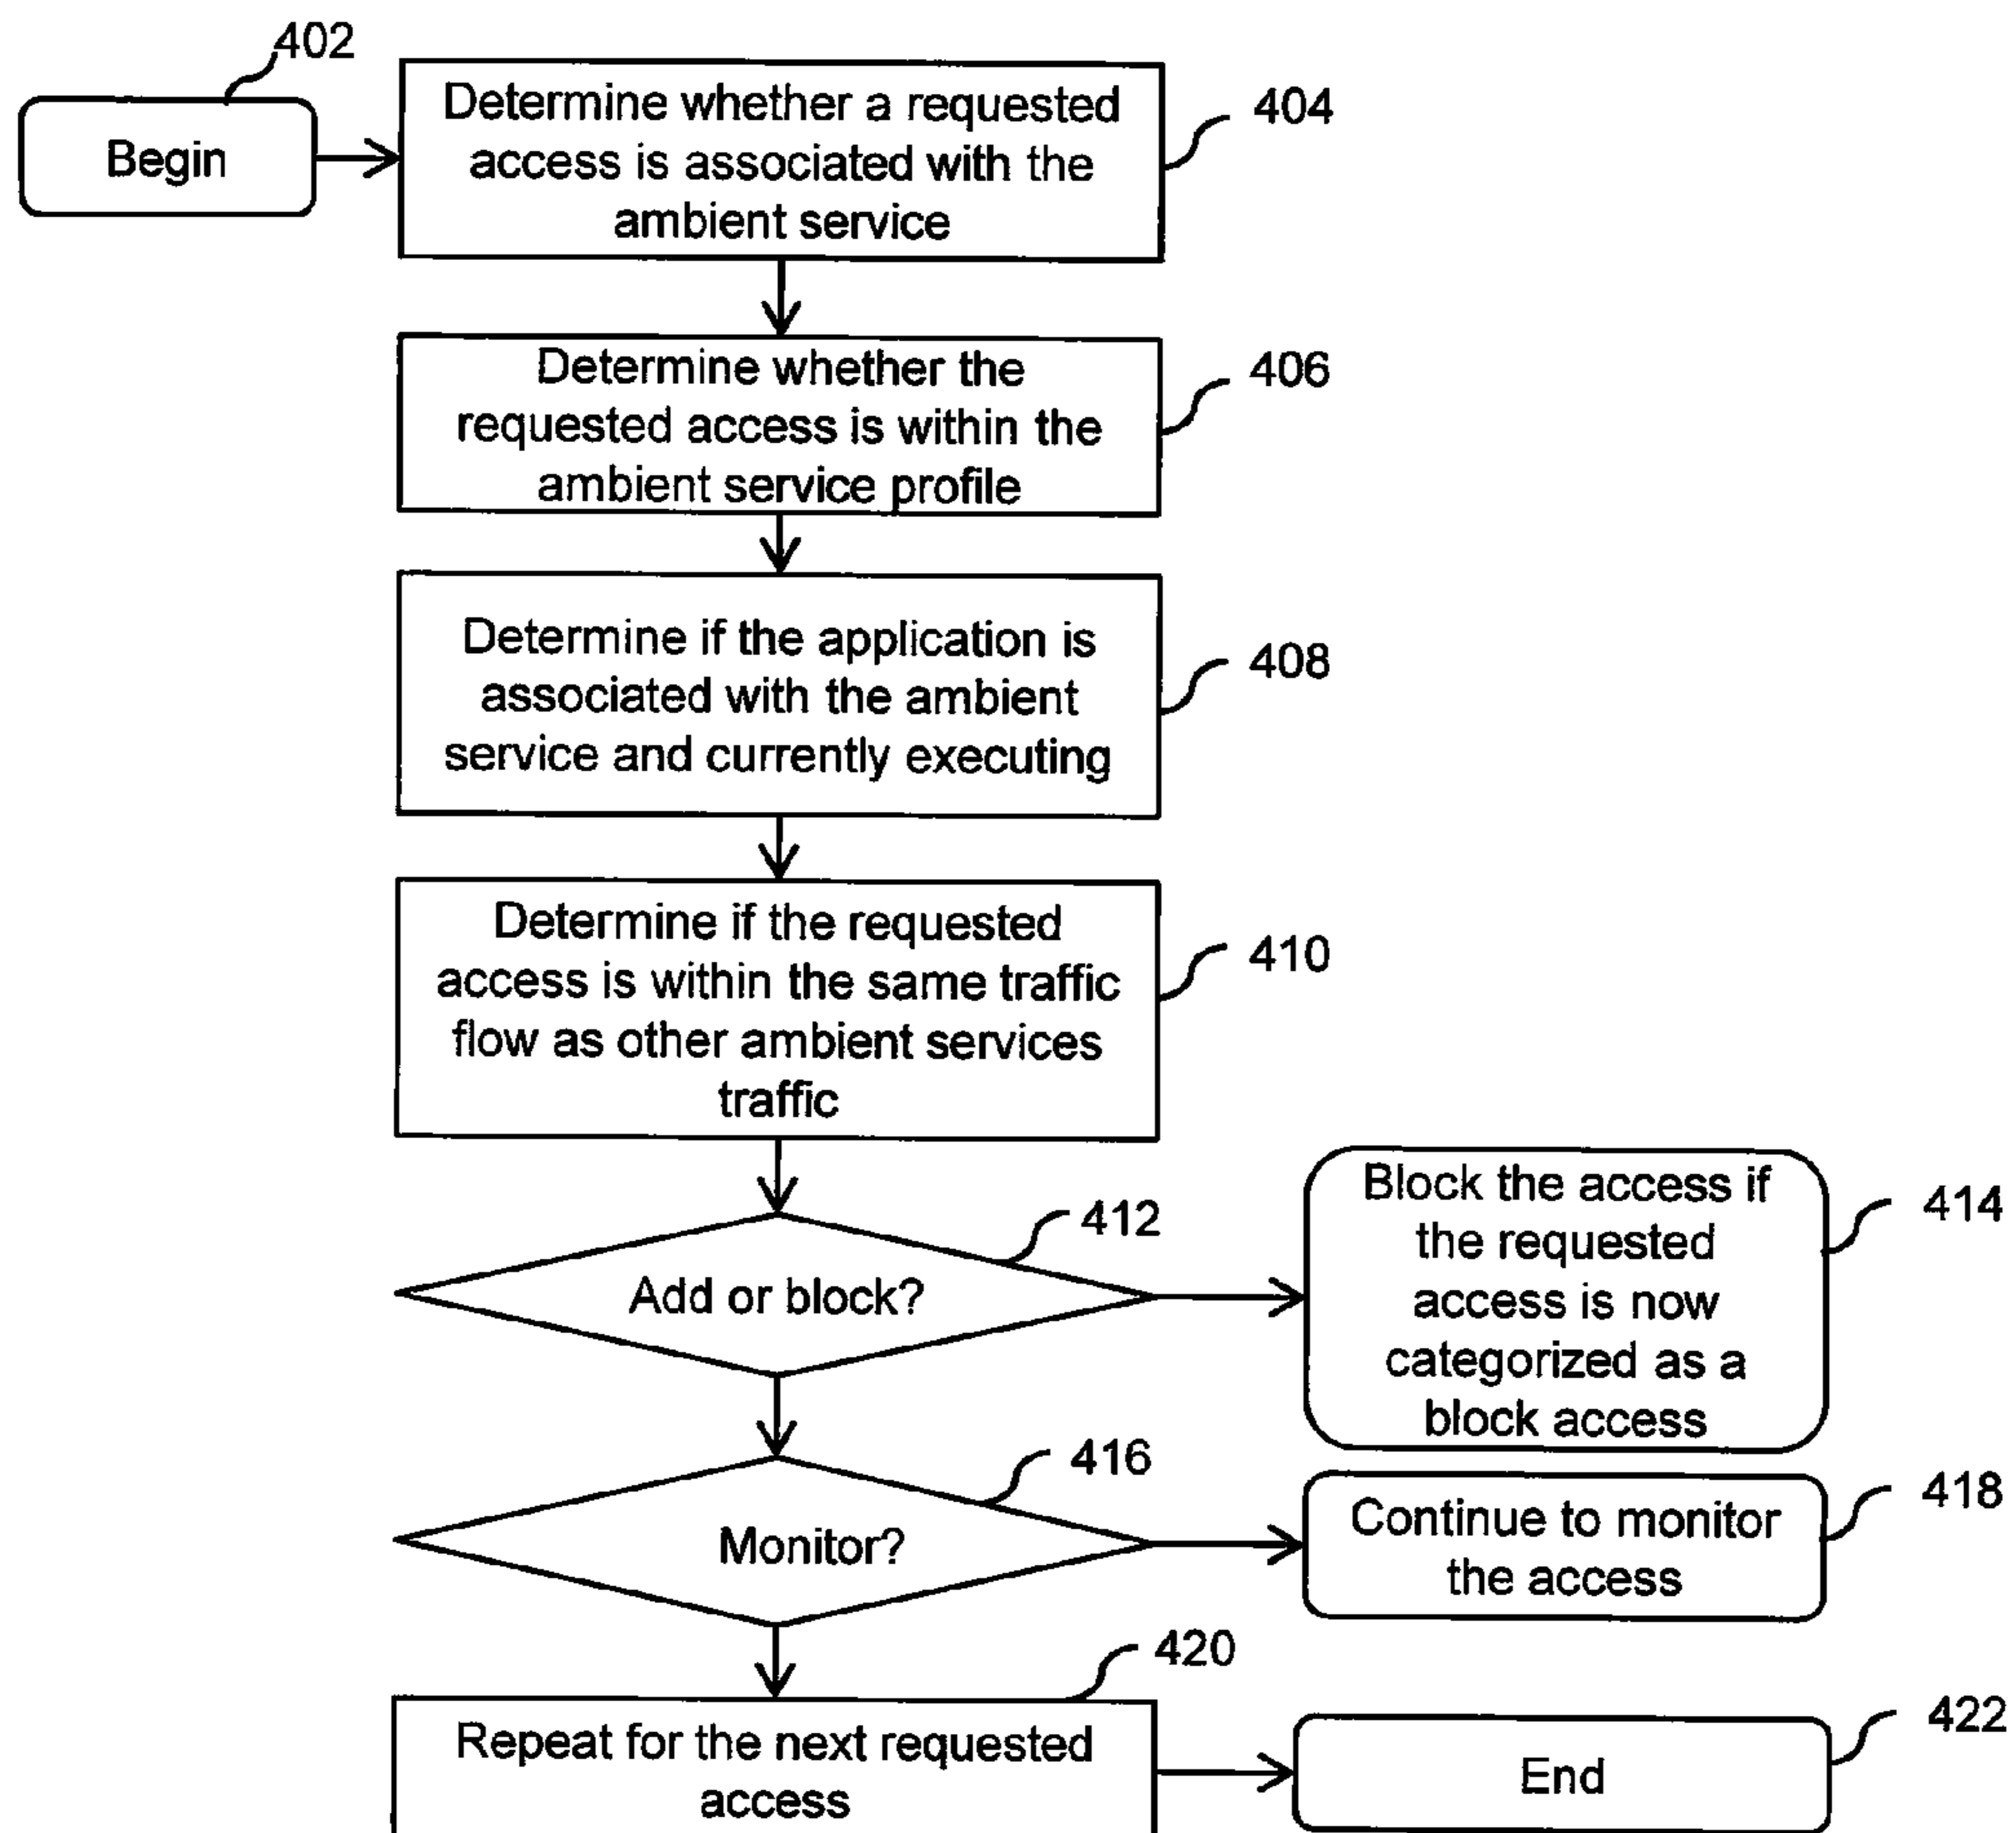 402
Begin
Determine whether a requested
access is associated with the
ambient service
404
Determine whether the
requested access is within the
ambient service profile
406
Determine if the application is
associated with the ambient
service and currently executing
408
Determine if the requested
access is within the same traffic
flow as other ambient services
traffic
410
412
Add or block?
Block the access if
the requested
access is now
categorized as a
block access
414
416
Monitor?
Continue to monitor
the access
418
420
Repeat for the next requested
access
End
422